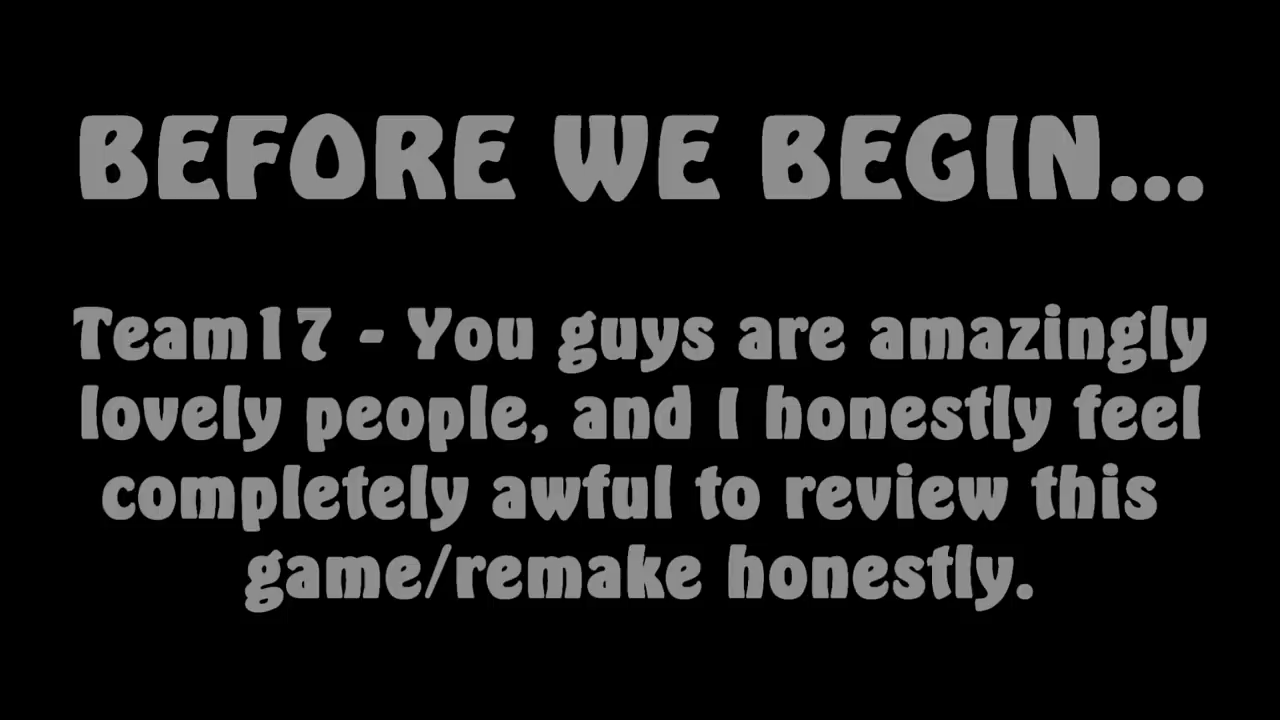 BEFORE WE BEGIN...
Team17 - You guys are amazingly
lovely people, and I honestly feel
completely awful to review this
game/remake honestly.